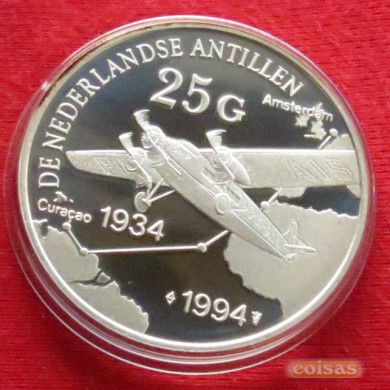 DE NEDERLANDSE ANTILLEN
25G
Amsterdam
Curaçao
1934
1994
coisas